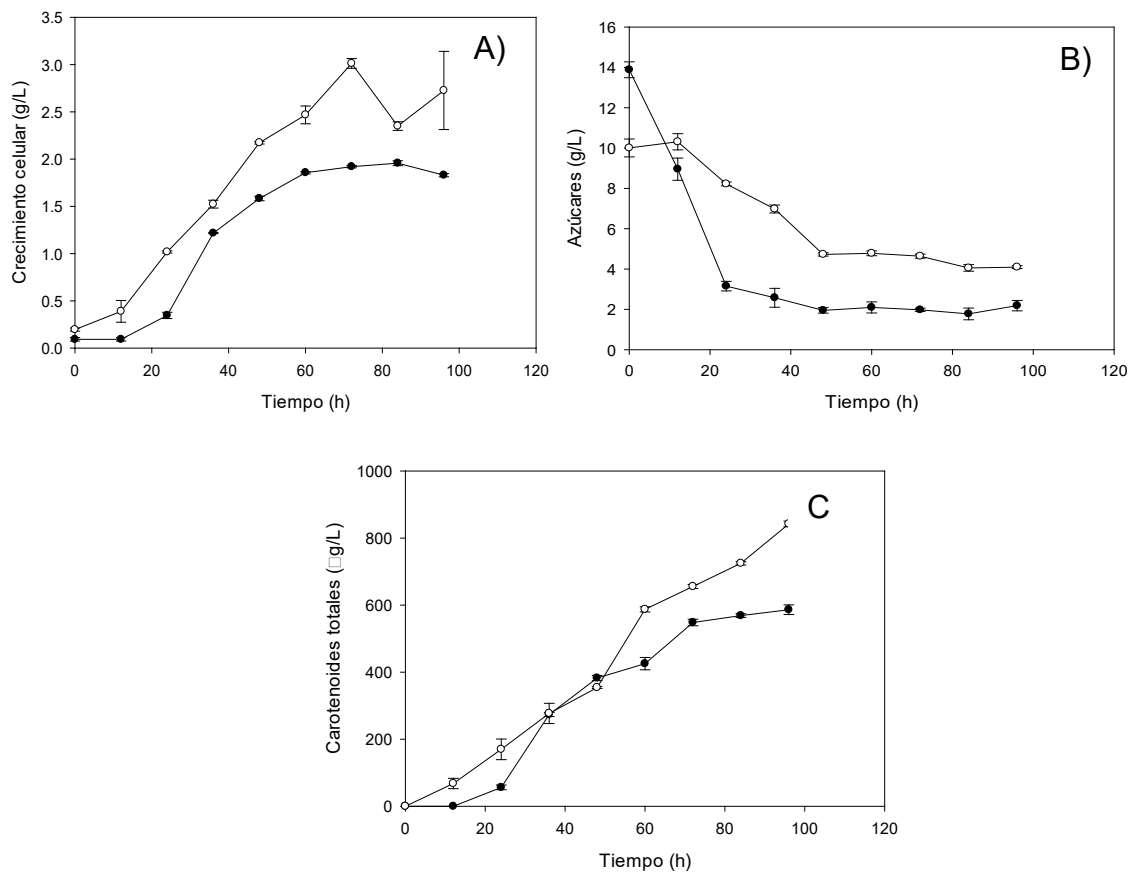 A)
Crecimiento celular (g/L)
3.5
3.0
2.5
2.0
1.5
1.0
0.5
0.0
0 20 40 60 80 100 120
Tiempo (h)
B)
Azúcares (g/L)
16
14
12
10
8
6
4
2
0
0 20 40 60 80 100 120
Tiempo (h)
C
Carotenoides totales (□g/L)
1000
800
600
400
200
0
0 20 40 60 80 100 120
Tiempo (h)